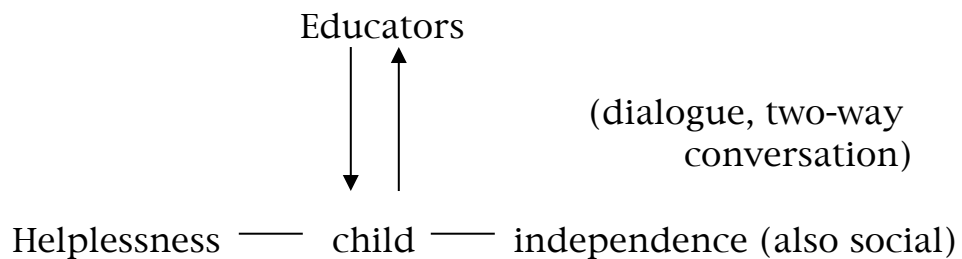 Educators
(dialogue, two-way
conversation)
Helplessness — child — independence (also social)